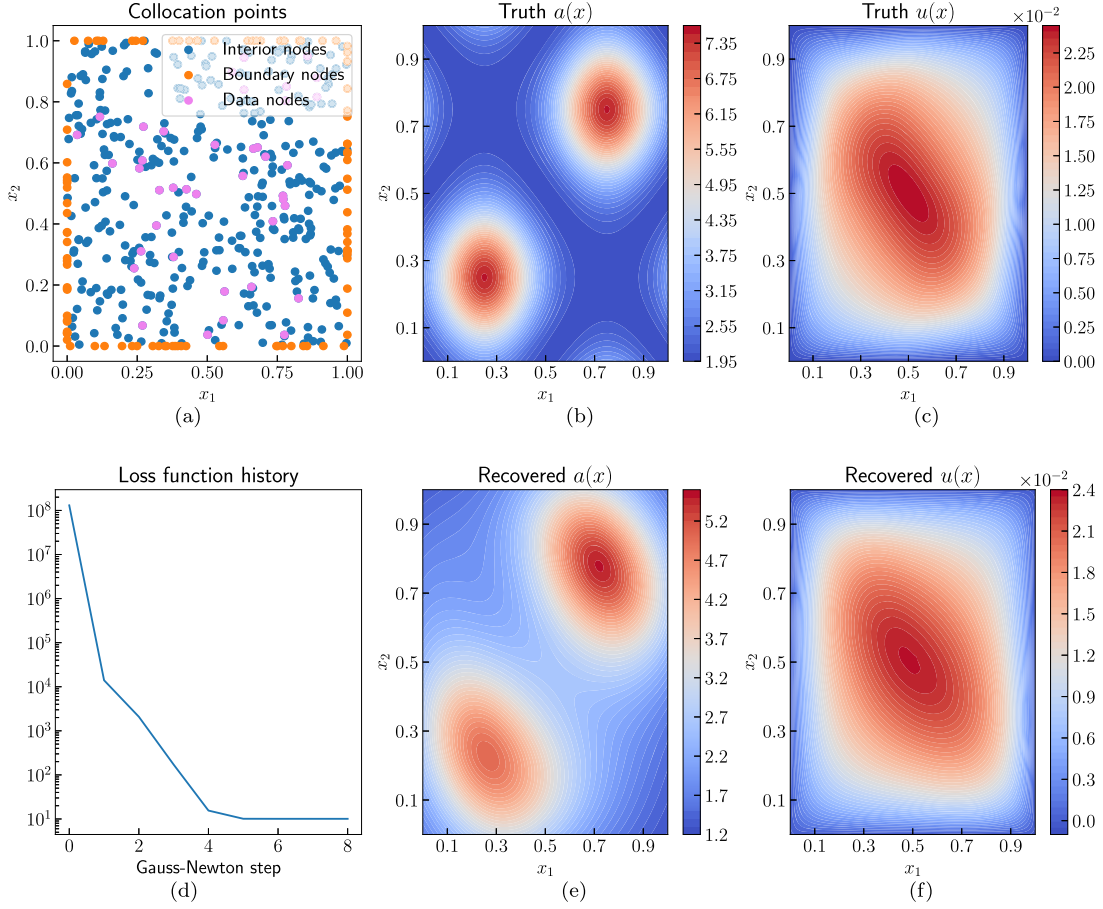 Collocation points
Interior nodes
Boundary nodes
Data nodes
1.0
0.8
0.6
0.4
0.2
0.0
x₂
0.00 0.25 0.50 0.75 1.00
x₁
(a)
Truth a(x)
0.9
0.7
0.5
0.3
0.1
x₂
0.1 0.3 0.5 0.7 0.9
x₁
7.35
6.75
6.15
5.55
4.95
4.35
3.75
3.15
2.55
1.95
(b)
Truth u(x)
×10⁻²
0.9
0.7
0.5
0.3
0.1
x₂
0.1 0.3 0.5 0.7 0.9
x₁
2.25
2.00
1.75
1.50
1.25
1.00
0.75
0.50
0.25
0.00
(c)
Loss function history
10⁸
10⁷
10⁶
10⁵
10⁴
10³
10²
10¹
0 2 4 6 8
Gauss-Newton step
(d)
Recovered a(x)
0.9
0.7
0.5
0.3
0.1
x₂
0.1 0.3 0.5 0.7 0.9
x₁
5.2
4.7
4.2
3.7
3.2
2.7
2.2
1.7
1.2
(e)
Recovered u(x)
×10⁻²
0.9
0.7
0.5
0.3
0.1
x₂
0.1 0.3 0.5 0.7 0.9
x₁
2.4
2.1
1.8
1.5
1.2
0.9
0.6
0.3
0.0
(f)